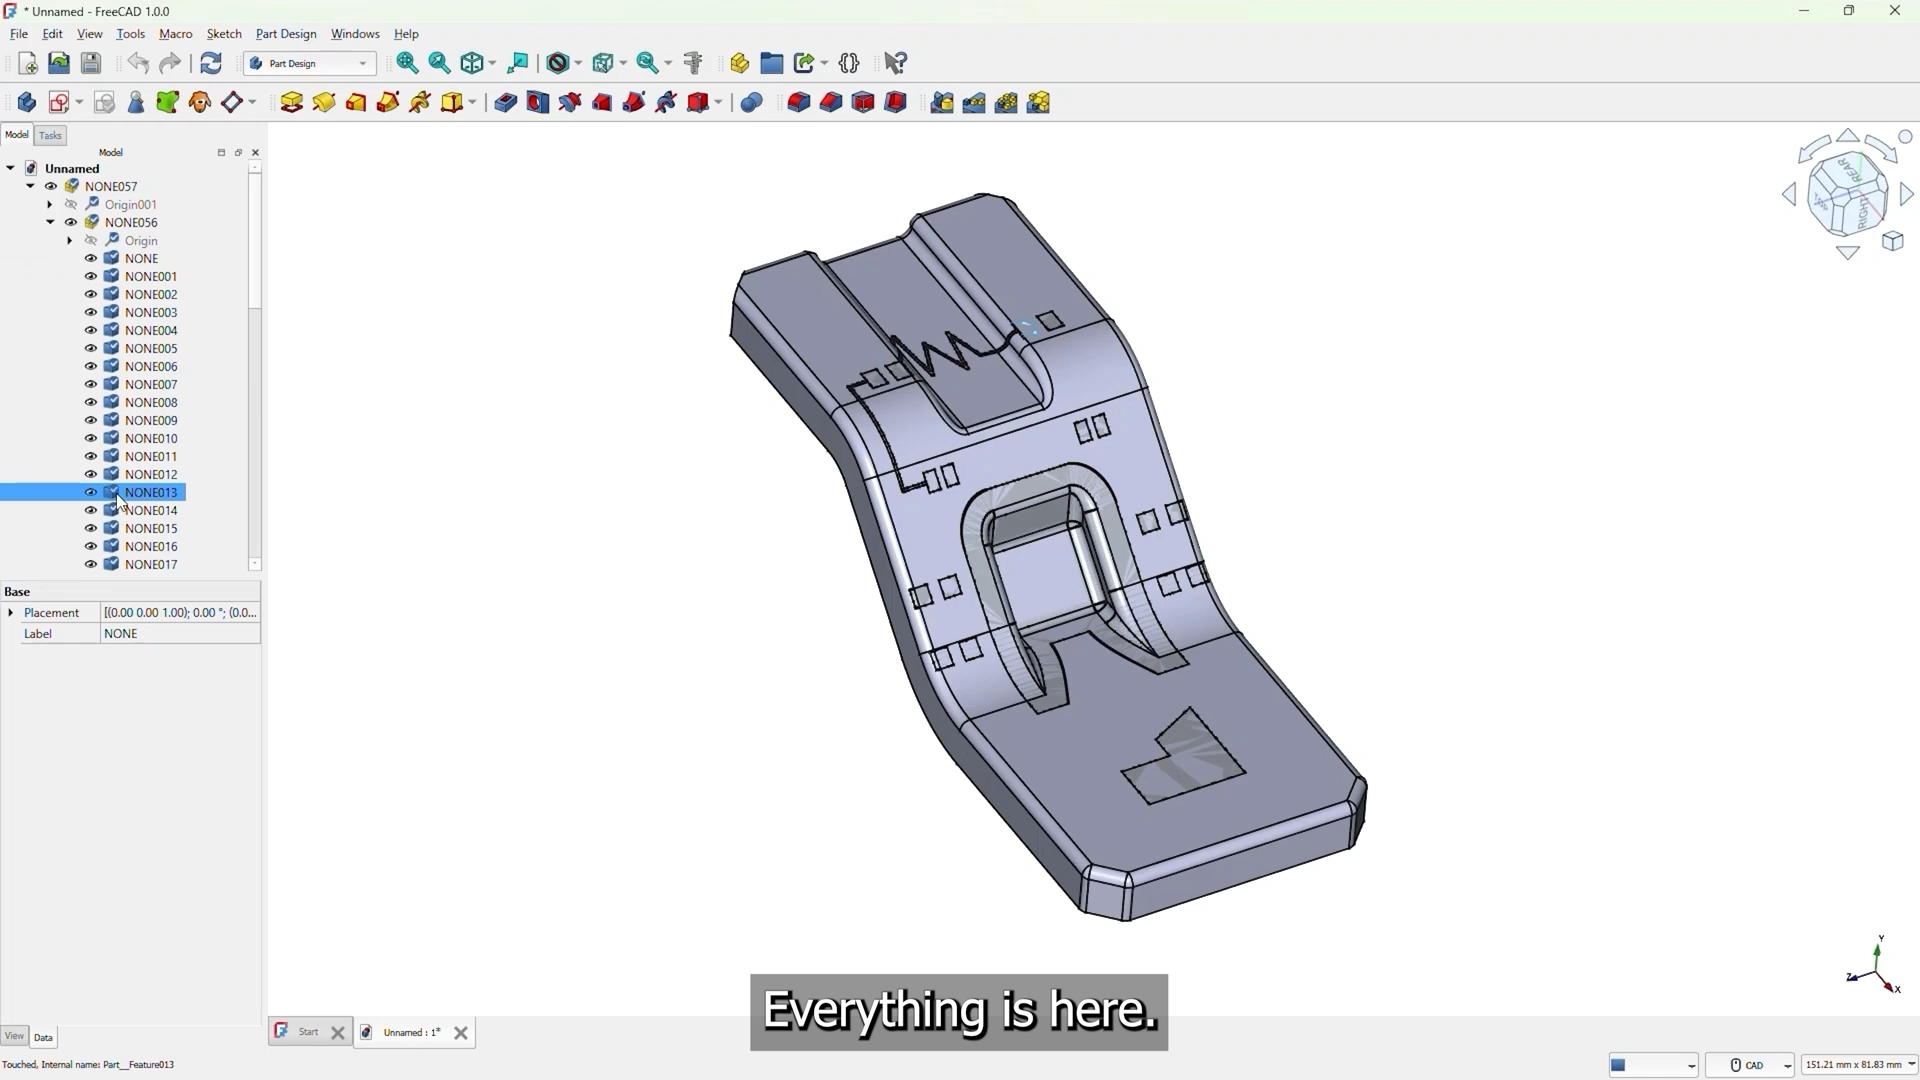 * Unnamed - FreeCAD 1.0.0
File Edit View Tools Macro Sketch Part Design Windows Help
Part Design
Model Tasks
Model
Unnamed
NONE057
Origin001
NONE056
Origin
NONE
NONE001
NONE002
NONE003
NONE004
NONE005
NONE006
NONE007
NONE008
NONE009
NONE010
NONE011
NONE012
NONE013
NONE014
NONE015
NONE016
NONE017
Base
Placement [(0.00 0.00 1.00); 0.00 °; (0.0...
Label NONE
REAR
RIGHT
Y
Z
X
Everything is here.
Start Unnamed : 1*
View Data
Touched, Internal name: Part__Feature013
CAD 151.21 mm x 81.83 mm